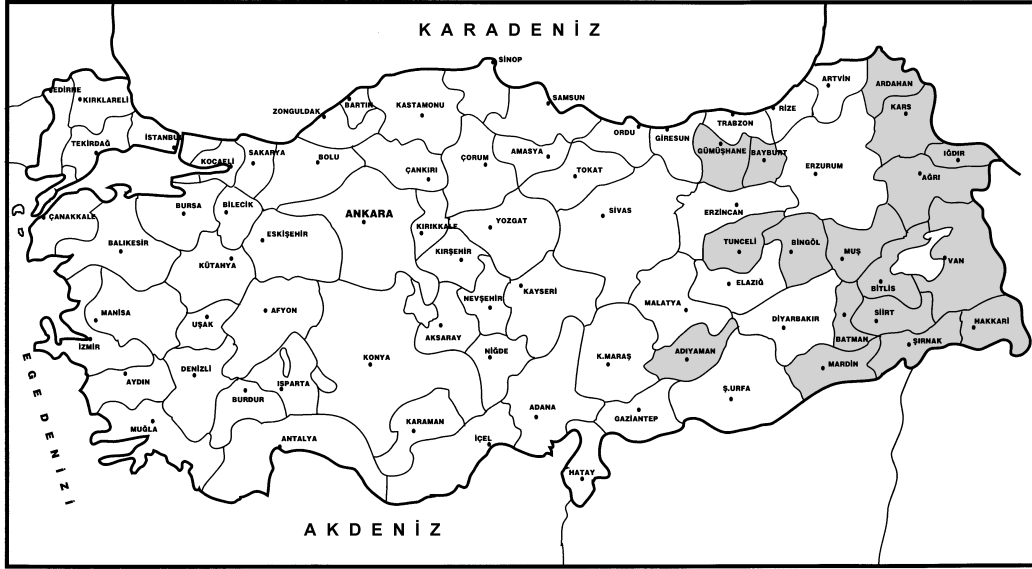 KARADENİZ
SİNOP
EDİRNE
KIRKLARELİ
ARTVİN
ARDAHAN
ZONGULDAK
BARTIN
KASTAMONU
SAMSUN
RİZE
KARS
TEKİRDAĞ
İSTANBUL
ORDU
GİRESUN
TRABZON
KOCAELİ
SAKARYA
BOLU
ÇORUM
AMASYA
GÜMÜŞHANE
BAYBURT
IĞDIR
ÇANKIRI
TOKAT
ERZURUM
AĞRI
ÇANAKKALE
BURSA
BİLECİK
ANKARA
SİVAS
ERZİNCAN
BALIKESİR
ESKİŞEHİR
KIRIKKALE
YOZGAT
KÜTAHYA
KIRŞEHİR
TUNCELİ
BİNGÖL
MUŞ
VAN
MANİSA
UŞAK
AFYON
NEVŞEHİR
KAYSERİ
MALATYA
ELAZIĞ
BİTLİS
İZMİR
AKSARAY
DİYARBAKIR
SİİRT
HAKKARİ
AYDIN
DENİZLİ
KONYA
NİĞDE
K.MARAŞ
ADIYAMAN
BATMAN
ŞIRNAK
BURDUR
ISPARTA
MARDİN
MUĞLA
KARAMAN
ADANA
GAZİANTEP
Ş.URFA
ANTALYA
İÇEL
HATAY
EGE DENİZİ
AKDENİZ